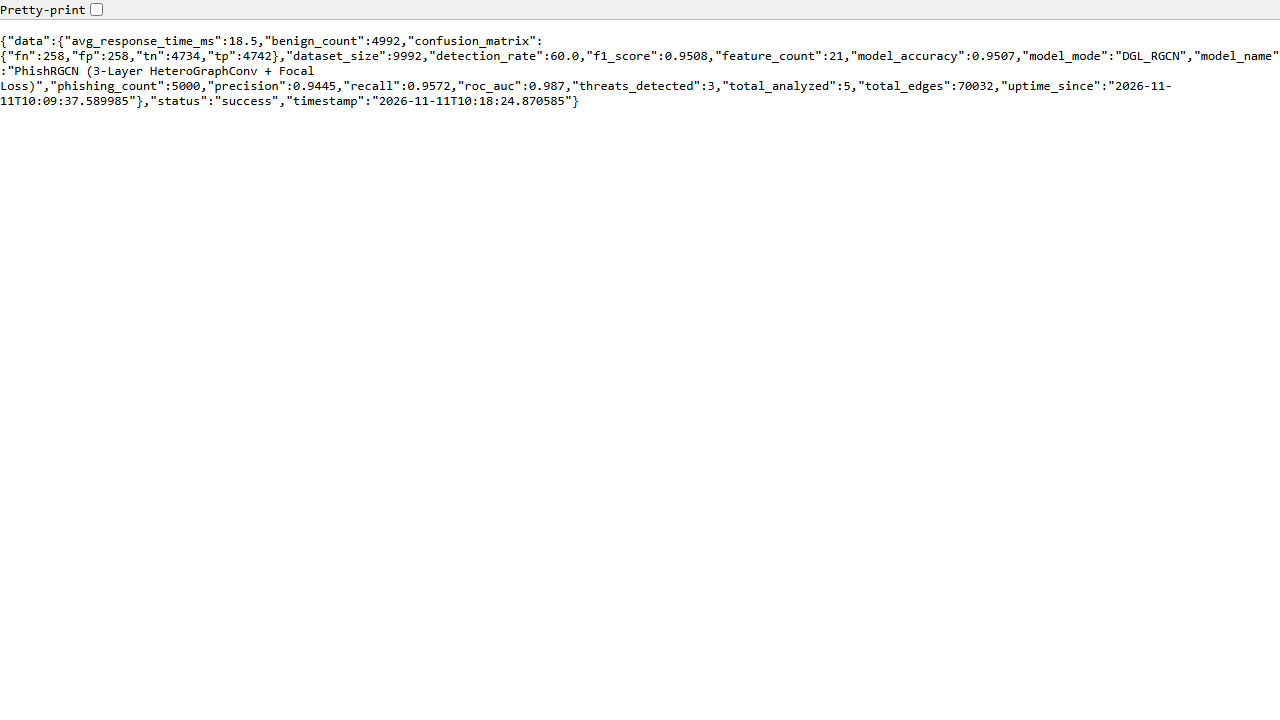 Pretty-print
{"data":{"avg_response_time_ms":18.5,"benign_count":4992,"confusion_matrix":
{"fn":258,"fp":258,"tn":4734,"tp":4742},"dataset_size":9992,"detection_rate":60.0,"f1_score":0.9508,"feature_count":21,"model_accuracy":0.9507,"model_mode":"DGL_RGCN","model_name"
:"PhishRGCN (3-Layer HeteroGraphConv + Focal
Loss)","phishing_count":5000,"precision":0.9445,"recall":0.9572,"roc_auc":0.987,"threats_detected":3,"total_analyzed":5,"total_edges":70032,"uptime_since":"2026-11-
11T10:09:37.589985"},"status":"success","timestamp":"2026-11-11T10:18:24.870585"}